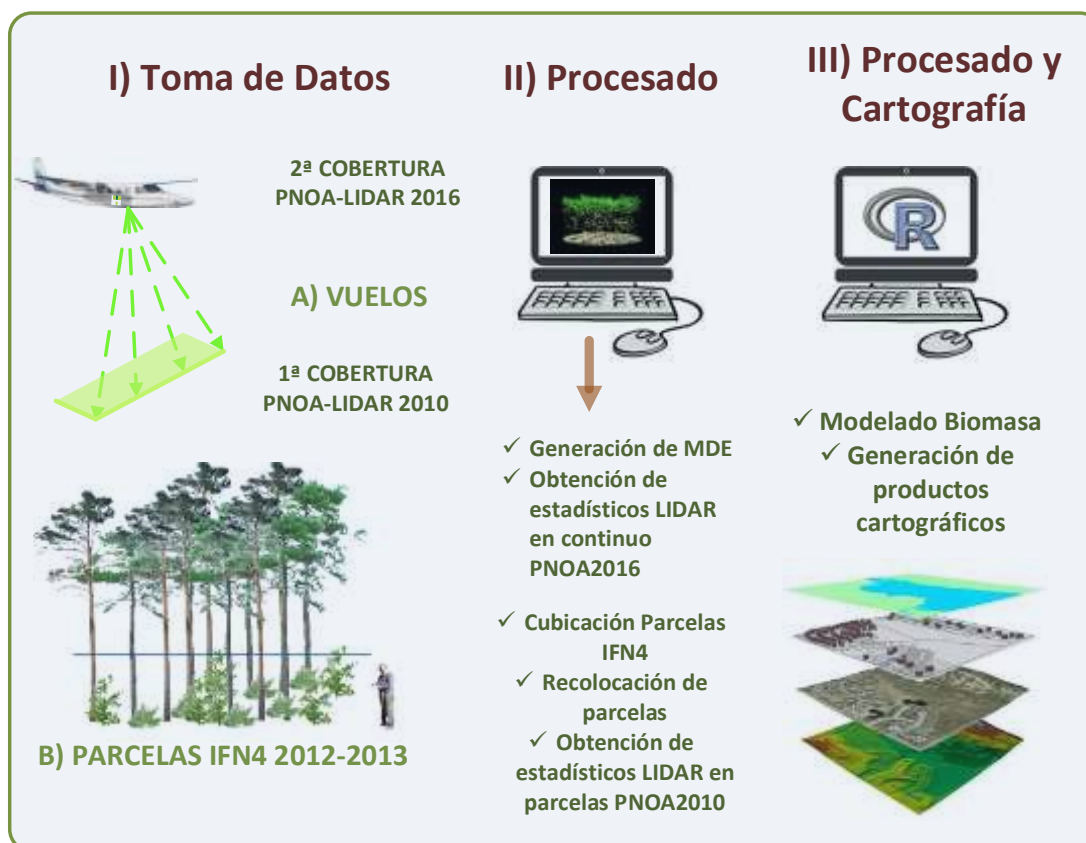 I) Toma de Datos
2ª COBERTURA
PNOA-LIDAR 2016
A) VUELOS
1ª COBERTURA
PNOA-LIDAR 2010
B) PARCELAS IFN4 2012-2013
II) Procesado
✓ Generación de MDE
✓ Obtención de
estadísticos LIDAR
en continuo
PNOA2016
✓ Cubicación Parcelas
IFN4
✓ Recolocación de
parcelas
✓ Obtención de
estadísticos LIDAR en
parcelas PNOA2010
III) Procesado y
Cartografía
R
✓ Modelado Biomasa
✓ Generación de
productos
cartográficos